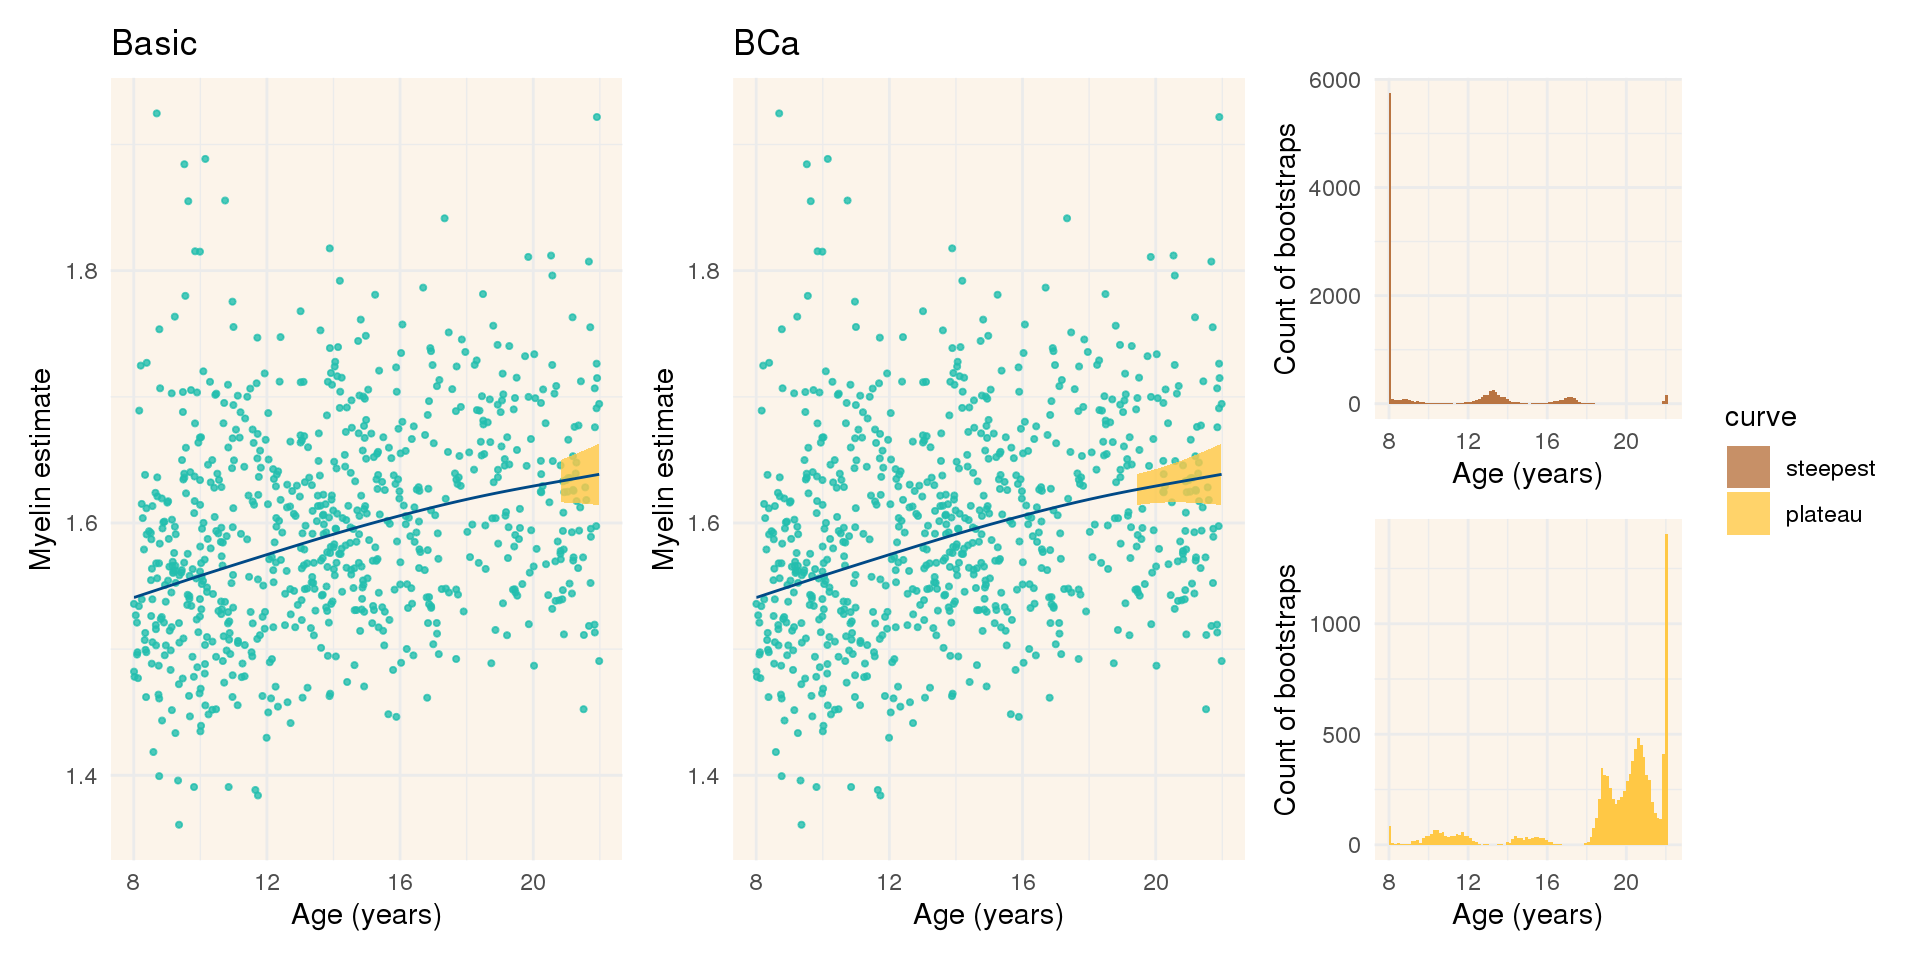 Basic
Myelin estimate
1.8
1.6
1.4
8 12 16 20
Age (years)
BCa
Myelin estimate
1.8
1.6
1.4
8 12 16 20
Age (years)
Count of bootstraps
6000
4000
2000
0
8 12 16 20
Age (years)
Count of bootstraps
1000
500
0
8 12 16 20
Age (years)
curve
steepest
plateau